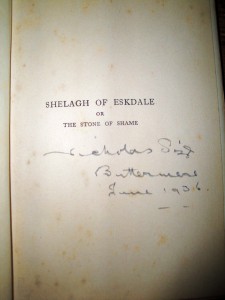 SHELAGH OF ESKDALE
OR
THE STONE OF SHAME
Nicholas Size
Buttermere
June 1936.